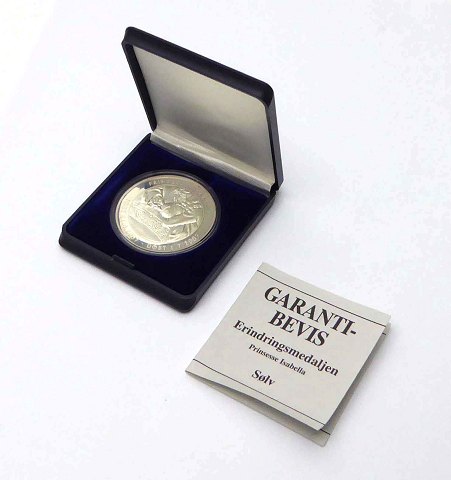 GARANTI-
BEVIS
Erindringsmedaljen
Prinsesse Isabella
Sølv